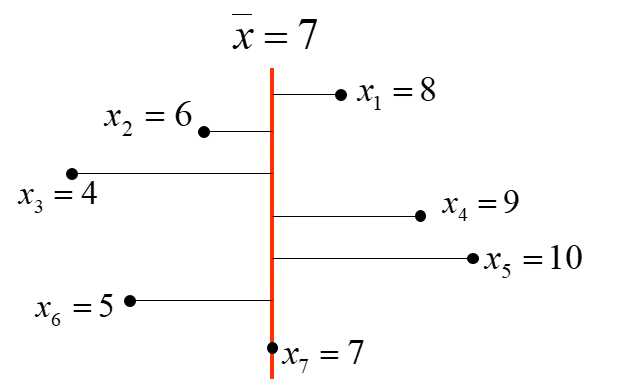 x̅ = 7
x₁ = 8
x₂ = 6
x₃ = 4
x₄ = 9
x₅ = 10
x₆ = 5
x₇ = 7